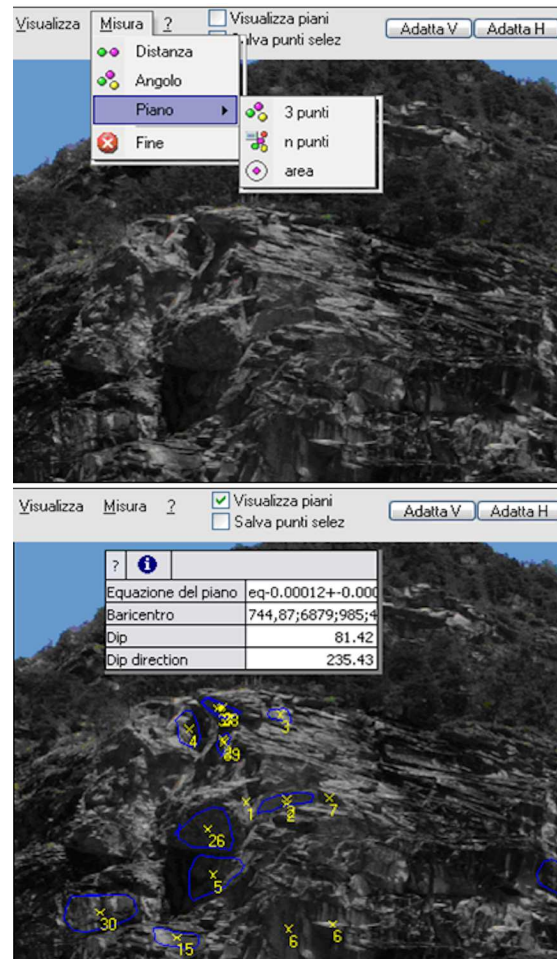 Visualizza Misura ? Visualizza piani
Salva punti selez
Adatta V Adatta H
Distanza
Angolo
Piano
Fine
3 punti
n punti
area
Visualizza Misura ? Visualizza piani
Salva punti selez
Adatta V Adatta H
?
Equazione del piano eq-0.00012+-0.000
Baricentro 744,87;6879;985;4
Dip 81.42
Dip direction 235.43
4
3
1
7
26
5
30
15
6
6